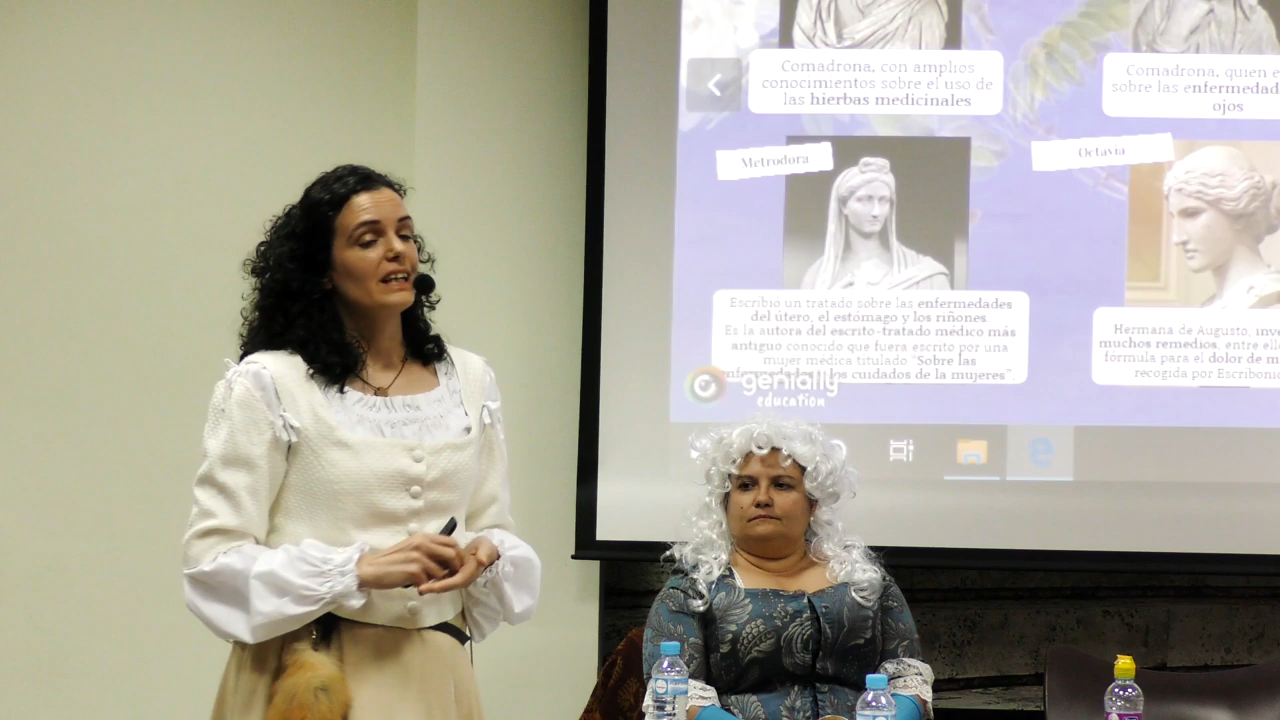 Comadrona, con amplios
conocimientos sobre el uso de
las hierbas medicinales
Comadrona, quien e
sobre las enfermedad
ojos
Metrodora
Octavia
Escribió un tratado sobre las enfermedades
del útero, el estómago y los riñones
Es la autora del escrito-tratado médico más
antiguo conocido que fuera escrito por una
mujer médica titulado "Sobre las
los cuidados de la mujeres".
Hermana de Augusto, inv
muchos remedios, entre ell
fórmula para el dolor de m
recogida por Escribonio
genially
education